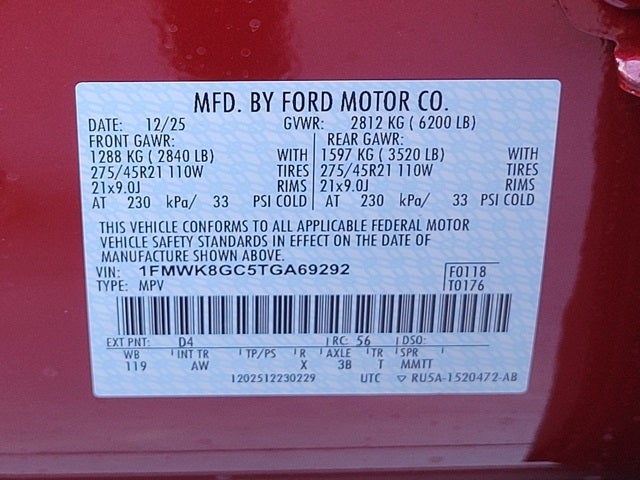 MFD. BY FORD MOTOR CO.
DATE: 12/25 GVWR: 2812 KG ( 6200 LB)
FRONT GAWR: REAR GAWR:
1288 KG ( 2840 LB) WITH 1597 KG ( 3520 LB) WITH
275/45R21 110W TIRES 275/45R21 110W TIRES
21x9.0J RIMS 21x9.0J RIMS
AT 230 kPa/ 33 PSI COLD AT 230 kPa/ 33 PSI COLD
THIS VEHICLE CONFORMS TO ALL APPLICABLE FEDERAL MOTOR
VEHICLE SAFETY STANDARDS IN EFFECT ON THE DATE OF
MANUFACTURE SHOWN ABOVE.
VIN: 1FMWK8GC5TGA69292 F0118
TYPE: MPV T0176
EXT PNT: D4 RC: 56 DSO:
WB INT TR TP/PS R AXLE TR SPR
119 AW X 3B T MMTT
1202512230229 UTC ▽ RU5A-1520472-AB